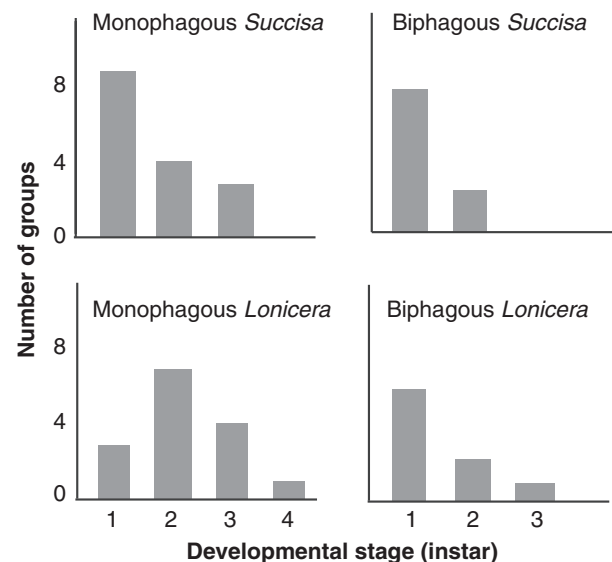 Monophagous Succisa
Biphagous Succisa
8
4
0
Number of groups
Monophagous Lonicera
Biphagous Lonicera
8
4
0
1 2 3 4
1 2 3
Developmental stage (instar)